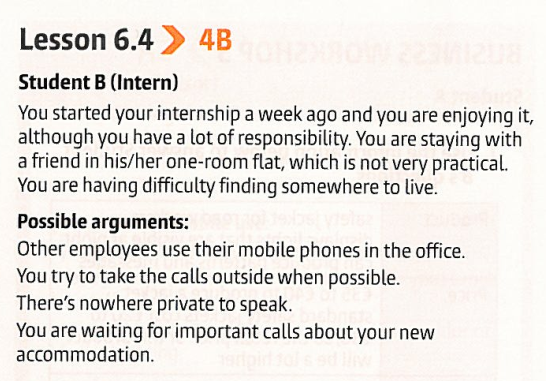 Lesson 6.4 4B
Student B (Intern)
You started your internship a week ago and you are enjoying it,
although you have a lot of responsibility. You are staying with
a friend in his/her one-room flat, which is not very practical.
You are having difficulty finding somewhere to live.
Possible arguments:
Other employees use their mobile phones in the office.
You try to take the calls outside when possible.
There's nowhere private to speak.
You are waiting for important calls about your new
accommodation.